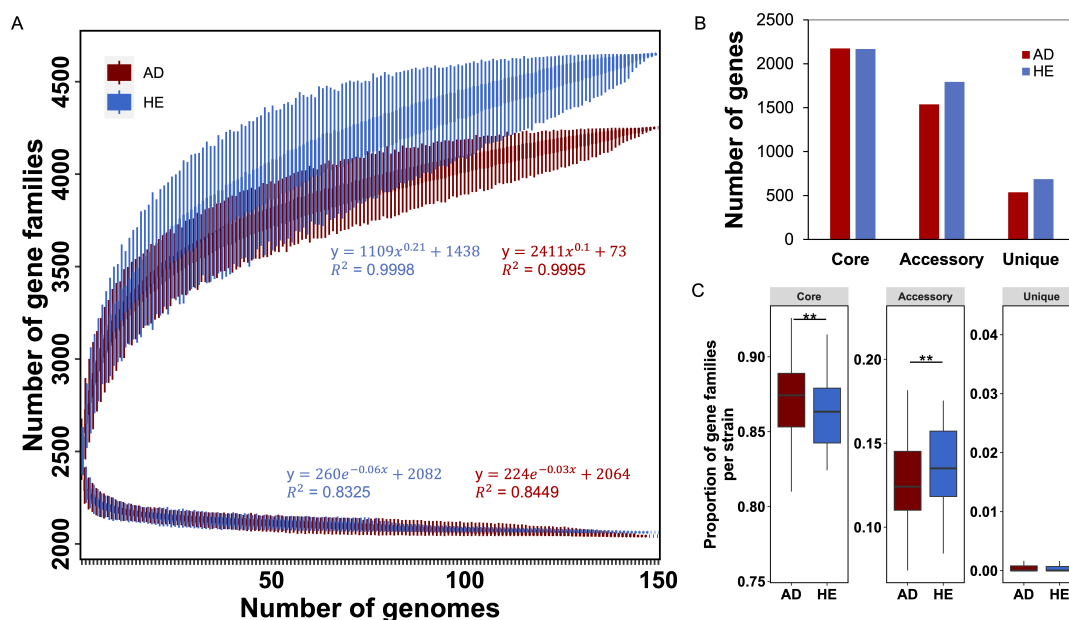 A
AD
HE
Number of gene families
4500
4000
3500
3000
2500
2000
y = 1109x^0.21 + 1438
R² = 0.9998
y = 2411x^0.1 + 73
R² = 0.9995
y = 260e^−0.06x + 2082
R² = 0.8325
y = 224e^−0.03x + 2064
R² = 0.8449
50 100 150
Number of genomes
B
Number of genes
2500
2000
1500
1000
500
0
AD
HE
Core Accessory Unique
C
Proportion of gene families
per strain
Core
**
0.90
0.85
0.80
0.75
AD HE
Accessory
**
0.20
0.15
0.10
AD HE
Unique
0.04
0.03
0.02
0.01
0.00
AD HE